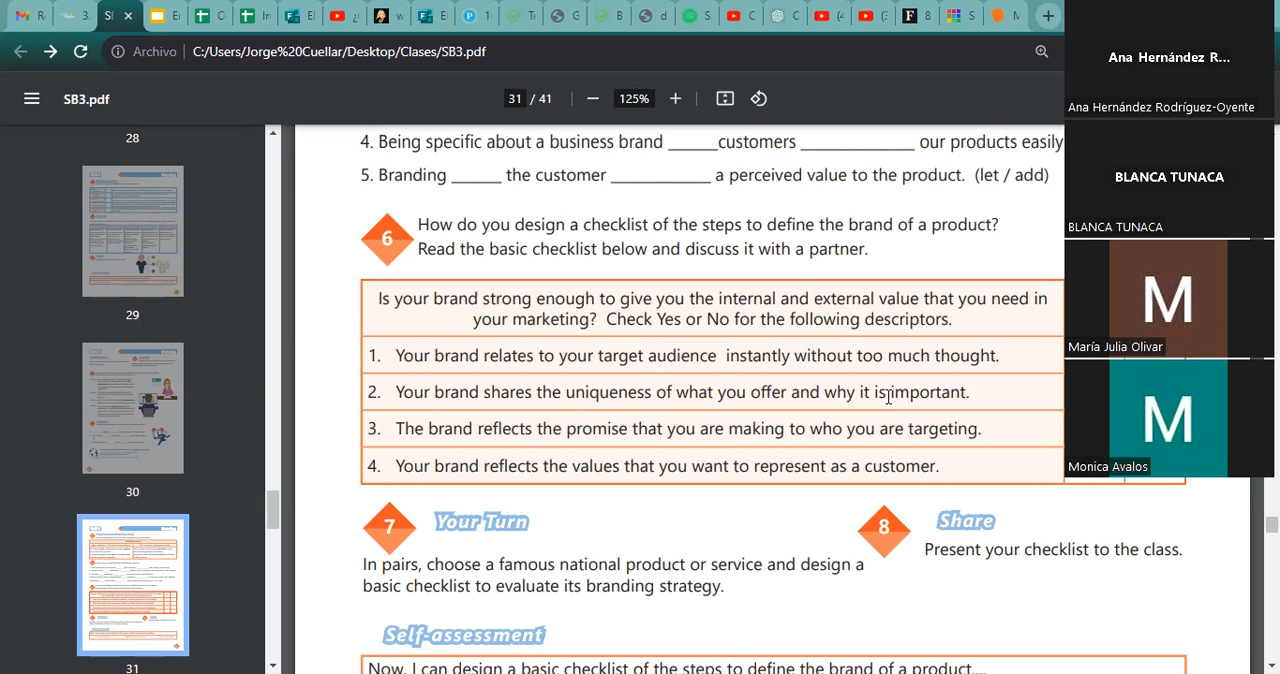 R
3.
Sl
E
C
In
El
¿(
w
E
1(
T
G
B
d
S
C
C
(4
(3
8
S
M
Archivo C:/Users/Jorge%20Cuellar/Desktop/Clases/SB3.pdf
SB3.pdf
31 / 41
125%
28
29
30
31
4. Being specific about a business brand ______customers _____________ our products easily
5. Branding ______ the customer ____________ a perceived value to the product. (let / add)
6
How do you design a checklist of the steps to define the brand of a product?
Read the basic checklist below and discuss it with a partner.
Is your brand strong enough to give you the internal and external value that you need in
your marketing? Check Yes or No for the following descriptors.
1. Your brand relates to your target audience instantly without too much thought.
2. Your brand shares the uniqueness of what you offer and why it is important.
3. The brand reflects the promise that you are making to who you are targeting.
4. Your brand reflects the values that you want to represent as a customer.
7 Your Turn
In pairs, choose a famous national product or service and design a
basic checklist to evaluate its branding strategy.
8 Share
Present your checklist to the class.
Self-assessment
Now, I can design a basic checklist of the steps to define the brand of a product....
Ana Hernández R...
Ana Hernández Rodríguez-Oyente
BLANCA TUNACA
BLANCA TUNACA
M
María Julia Olivar
M
Monica Avalos